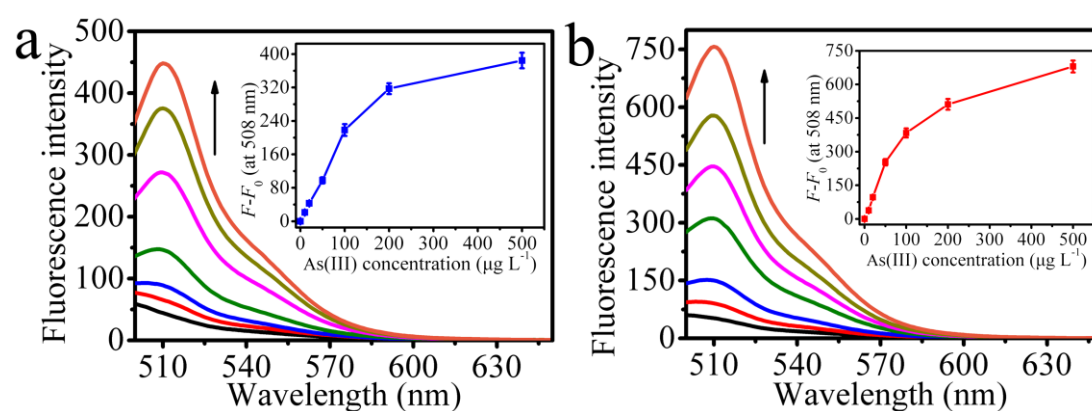 a
Fluorescence intensity
500
400
300
200
100
0
510 540 570 600 630
Wavelength (nm)
F-F₀ (at 508 nm)
400
320
240
160
80
0
0 100 200 300 400 500
As(III) concentration (μg L⁻¹)
b
Fluorescence intensity
750
600
450
300
150
0
510 540 570 600 630
Wavelength (nm)
F-F₀ (at 508 nm)
750
600
450
300
150
0
0 100 200 300 400 500
As(III) concentration (μg L⁻¹)